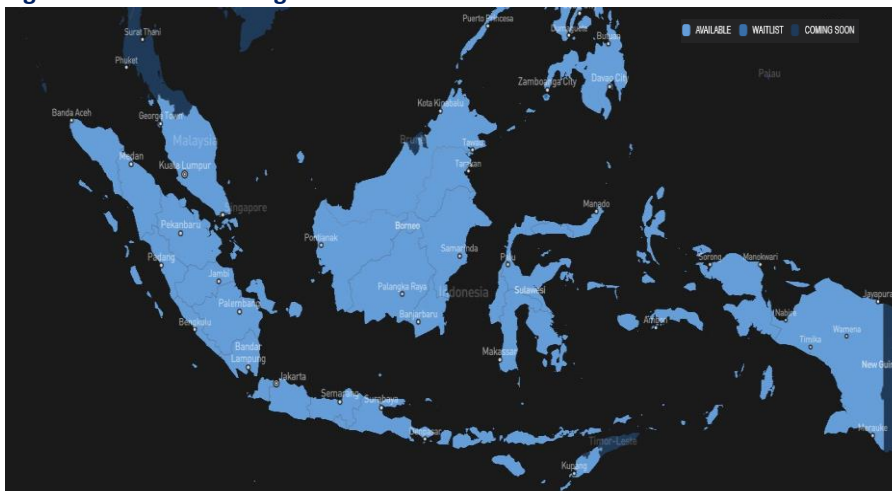 Puerto Princesa
Surat Thani
Butuan
AVAILABLE WAITLIST COMING SOON
Phuket
Pajau
Zamboanga City
Davao City
Kota Kinabalu
Banda Aceh
George Town
Malaysia
Tawau
Medan
Kuala Lumpur
Tarakan
Singapore
Manado
Pekanbaru
Borneo
Pontianak
Samarinda
Padang
Palu
Sorong
Manokwari
Jambi
Palangka Raya
Indonesia
Sulawesi
Jayapura
Palembang
Nabire
Bengkulu
Banjarbaru
Ambon
Wamena
Timika
Bandar
Lampung
Makassar
New Guin
Jakarta
Semarang
Surabaya
Denpasar
Merauke
Timor-Leste
Kupang